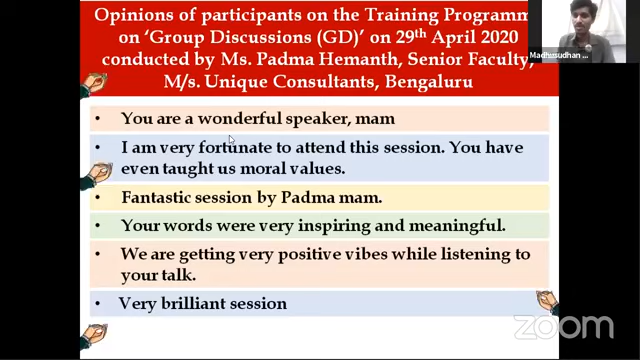 Opinions of participants on the Training Programm
on ‘Group Discussions (GD)’ on 29th April 2020
conducted by Ms. Padma Hemanth, Senior Faculty,
M/s. Unique Consultants, Bengaluru
Madhusudhan ...
• You are a wonderful speaker, mam
• I am very fortunate to attend this session. You have
even taught us moral values.
• Fantastic session by Padma mam.
• Your words were very inspiring and meaningful.
• We are getting very positive vibes while listening to
your talk.
• Very brilliant session
zoom